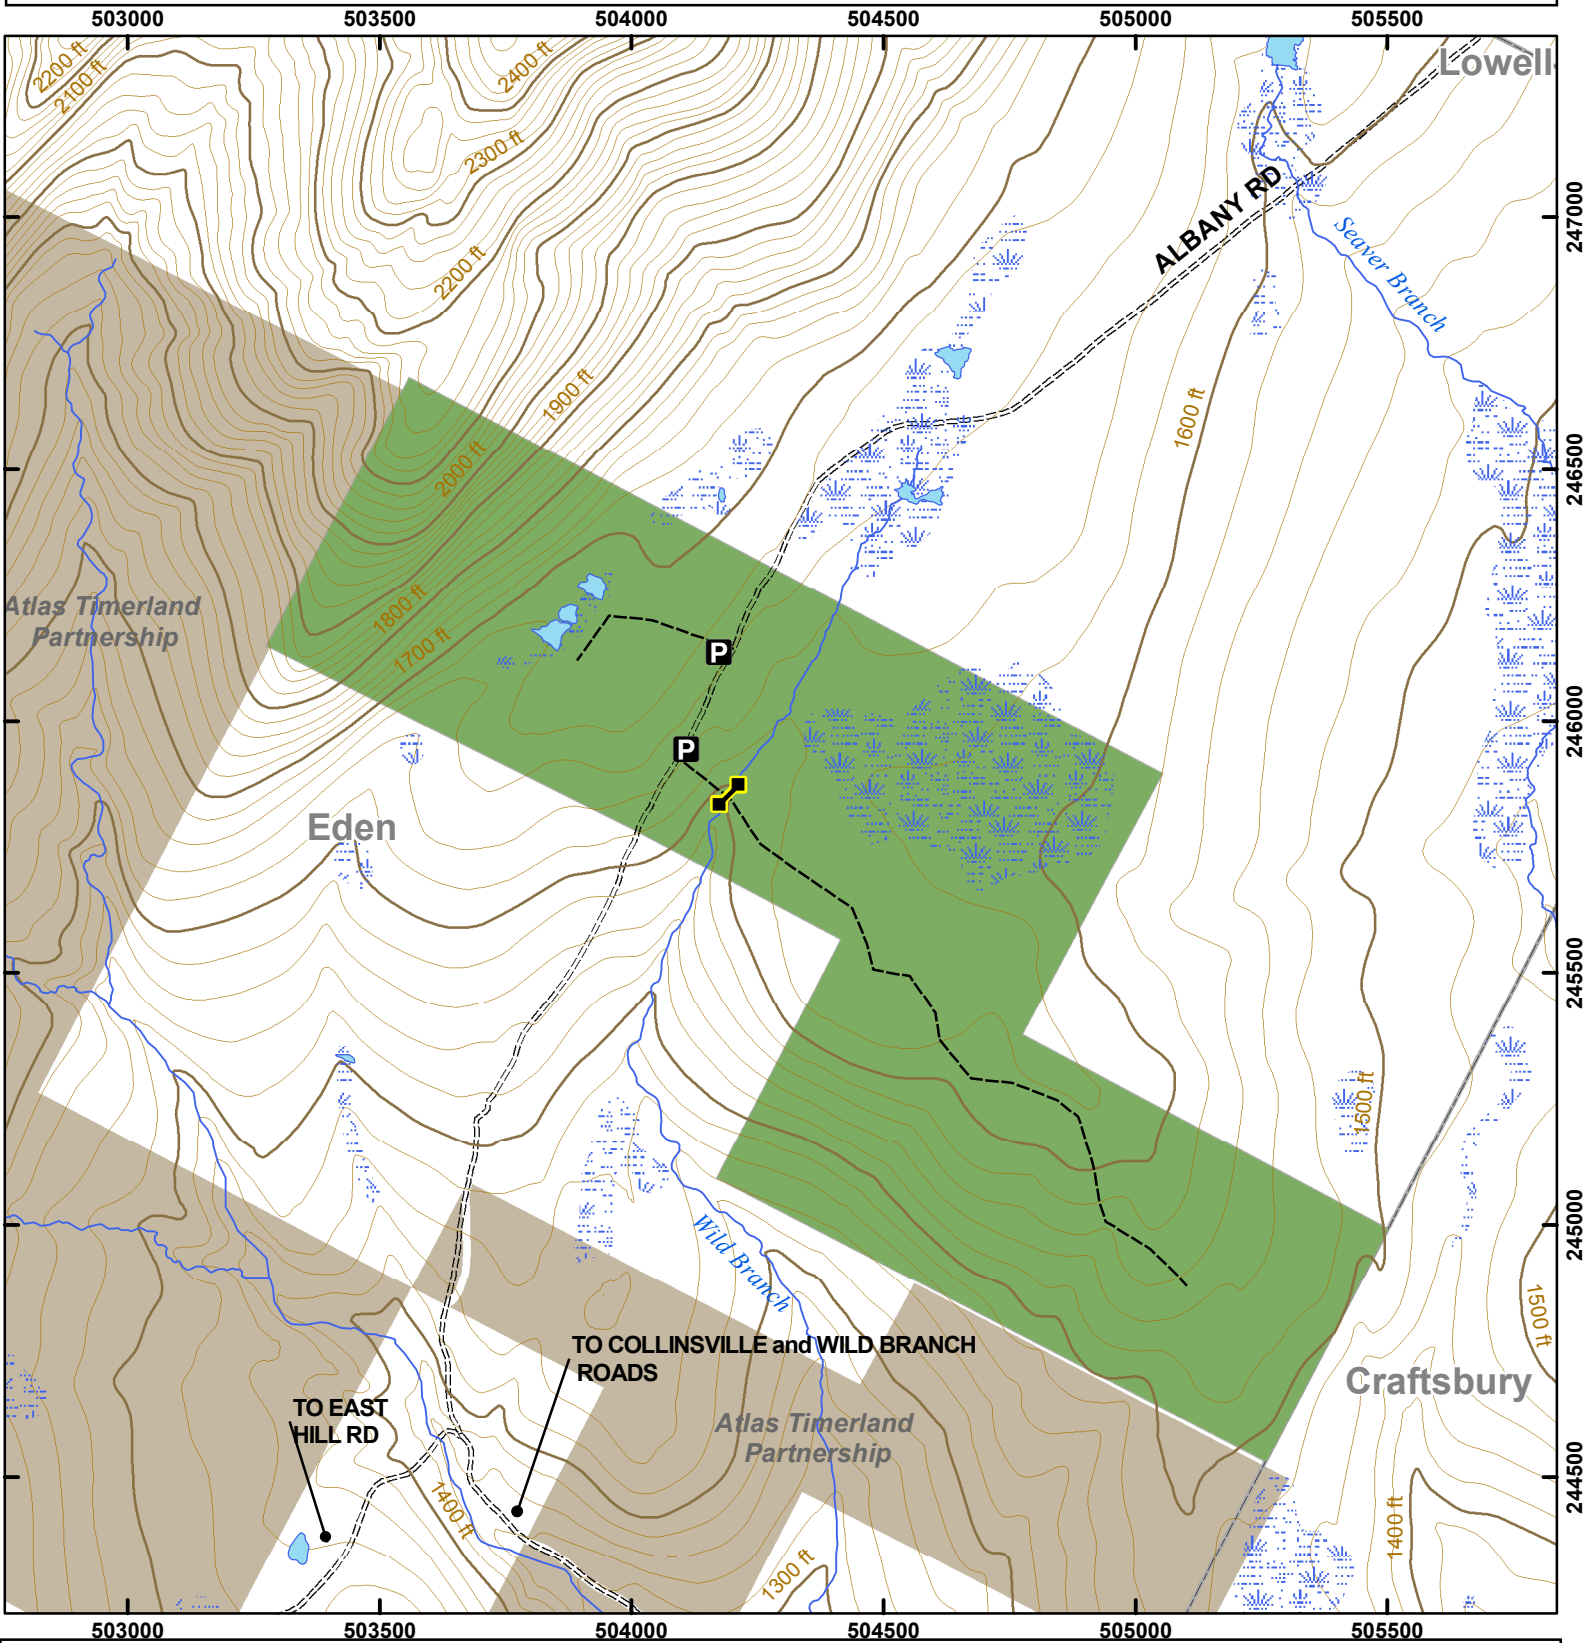 503000 503500 504000 504500 505000 505500
2200 ft
2100 ft
2400 ft
2300 ft
2200 ft
Lowell
ALBANY RD
Seaver Branch
247000
1900 ft
2000 ft
1600 ft
246500
1800 ft
1700 ft
Atlas Timerland
Partnership
P
P
246000
Eden
245500
1500 ft
245000
Wild Branch
1500 ft
TO COLLINSVILLE and WILD BRANCH
ROADS
Craftsbury
TO EAST
HILL RD
Atlas Timerland
Partnership
1400 ft
1400 ft
244500
1300 ft
503000 503500 504000 504500 505000 505500